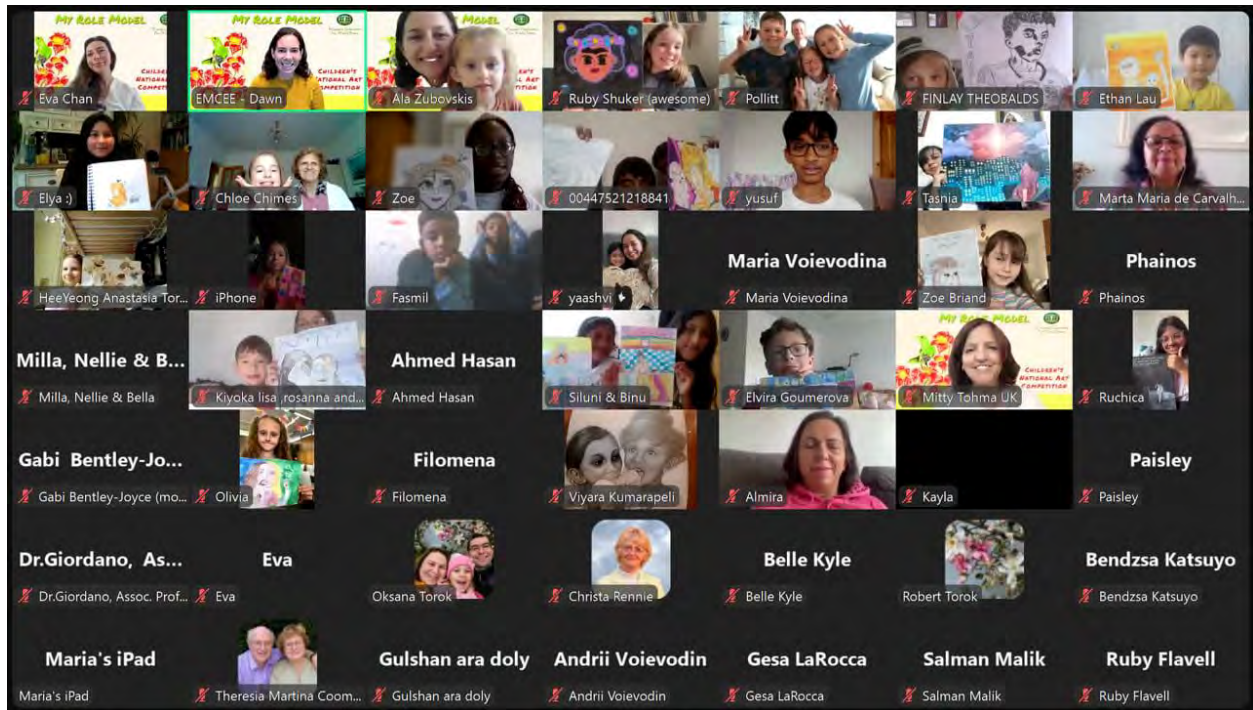 MY ROLE MODEL
Eva Chan
MY ROLE MODEL
CHILDREN'S
NATIONAL ART
COMPETITION
EMCEE - Dawn
MODEL
Ala Zubovskis
Ruby Shuker (awesome)
Pollitt
FINLAY THEOBALDS
Ethan Lau
Elya :)
Chloe Chimes
Zoe
00447521218841
yusuf
Tasnia
Marta Maria de Carvalh...
HeeYeong Anastasia Tor...
iPhone
Fasmil
yaashvi
Maria Voievodina
Maria Voievodina
Zoe Briand
Phainos
Phainos
Milla, Nellie & B...
Milla, Nellie & Bella
Kiyoka lisa ,rosanna and...
Ahmed Hasan
Ahmed Hasan
Siluni & Binu
Elvira Goumerova
MY ROLE MODEL
CHILDREN'S
NATIONAL ART
COMPETITION
Mitty Tohma UK
Ruchica
Gabi Bentley-Jo...
Gabi Bentley-Joyce (mo...
Olivia
Filomena
Filomena
Viyara Kumarapeli
Almira
Kayla
Paisley
Paisley
Dr.Giordano, As...
Dr.Giordano, Assoc. Prof...
Eva
Eva
Oksana Torok
Christa Rennie
Belle Kyle
Belle Kyle
Robert Torok
Bendzsa Katsuyo
Bendzsa Katsuyo
Maria's iPad
Maria's iPad
Theresia Martina Coom...
Gulshan ara doly
Gulshan ara doly
Andrii Voievodin
Andrii Voievodin
Gesa LaRocca
Gesa LaRocca
Salman Malik
Salman Malik
Ruby Flavell
Ruby Flavell